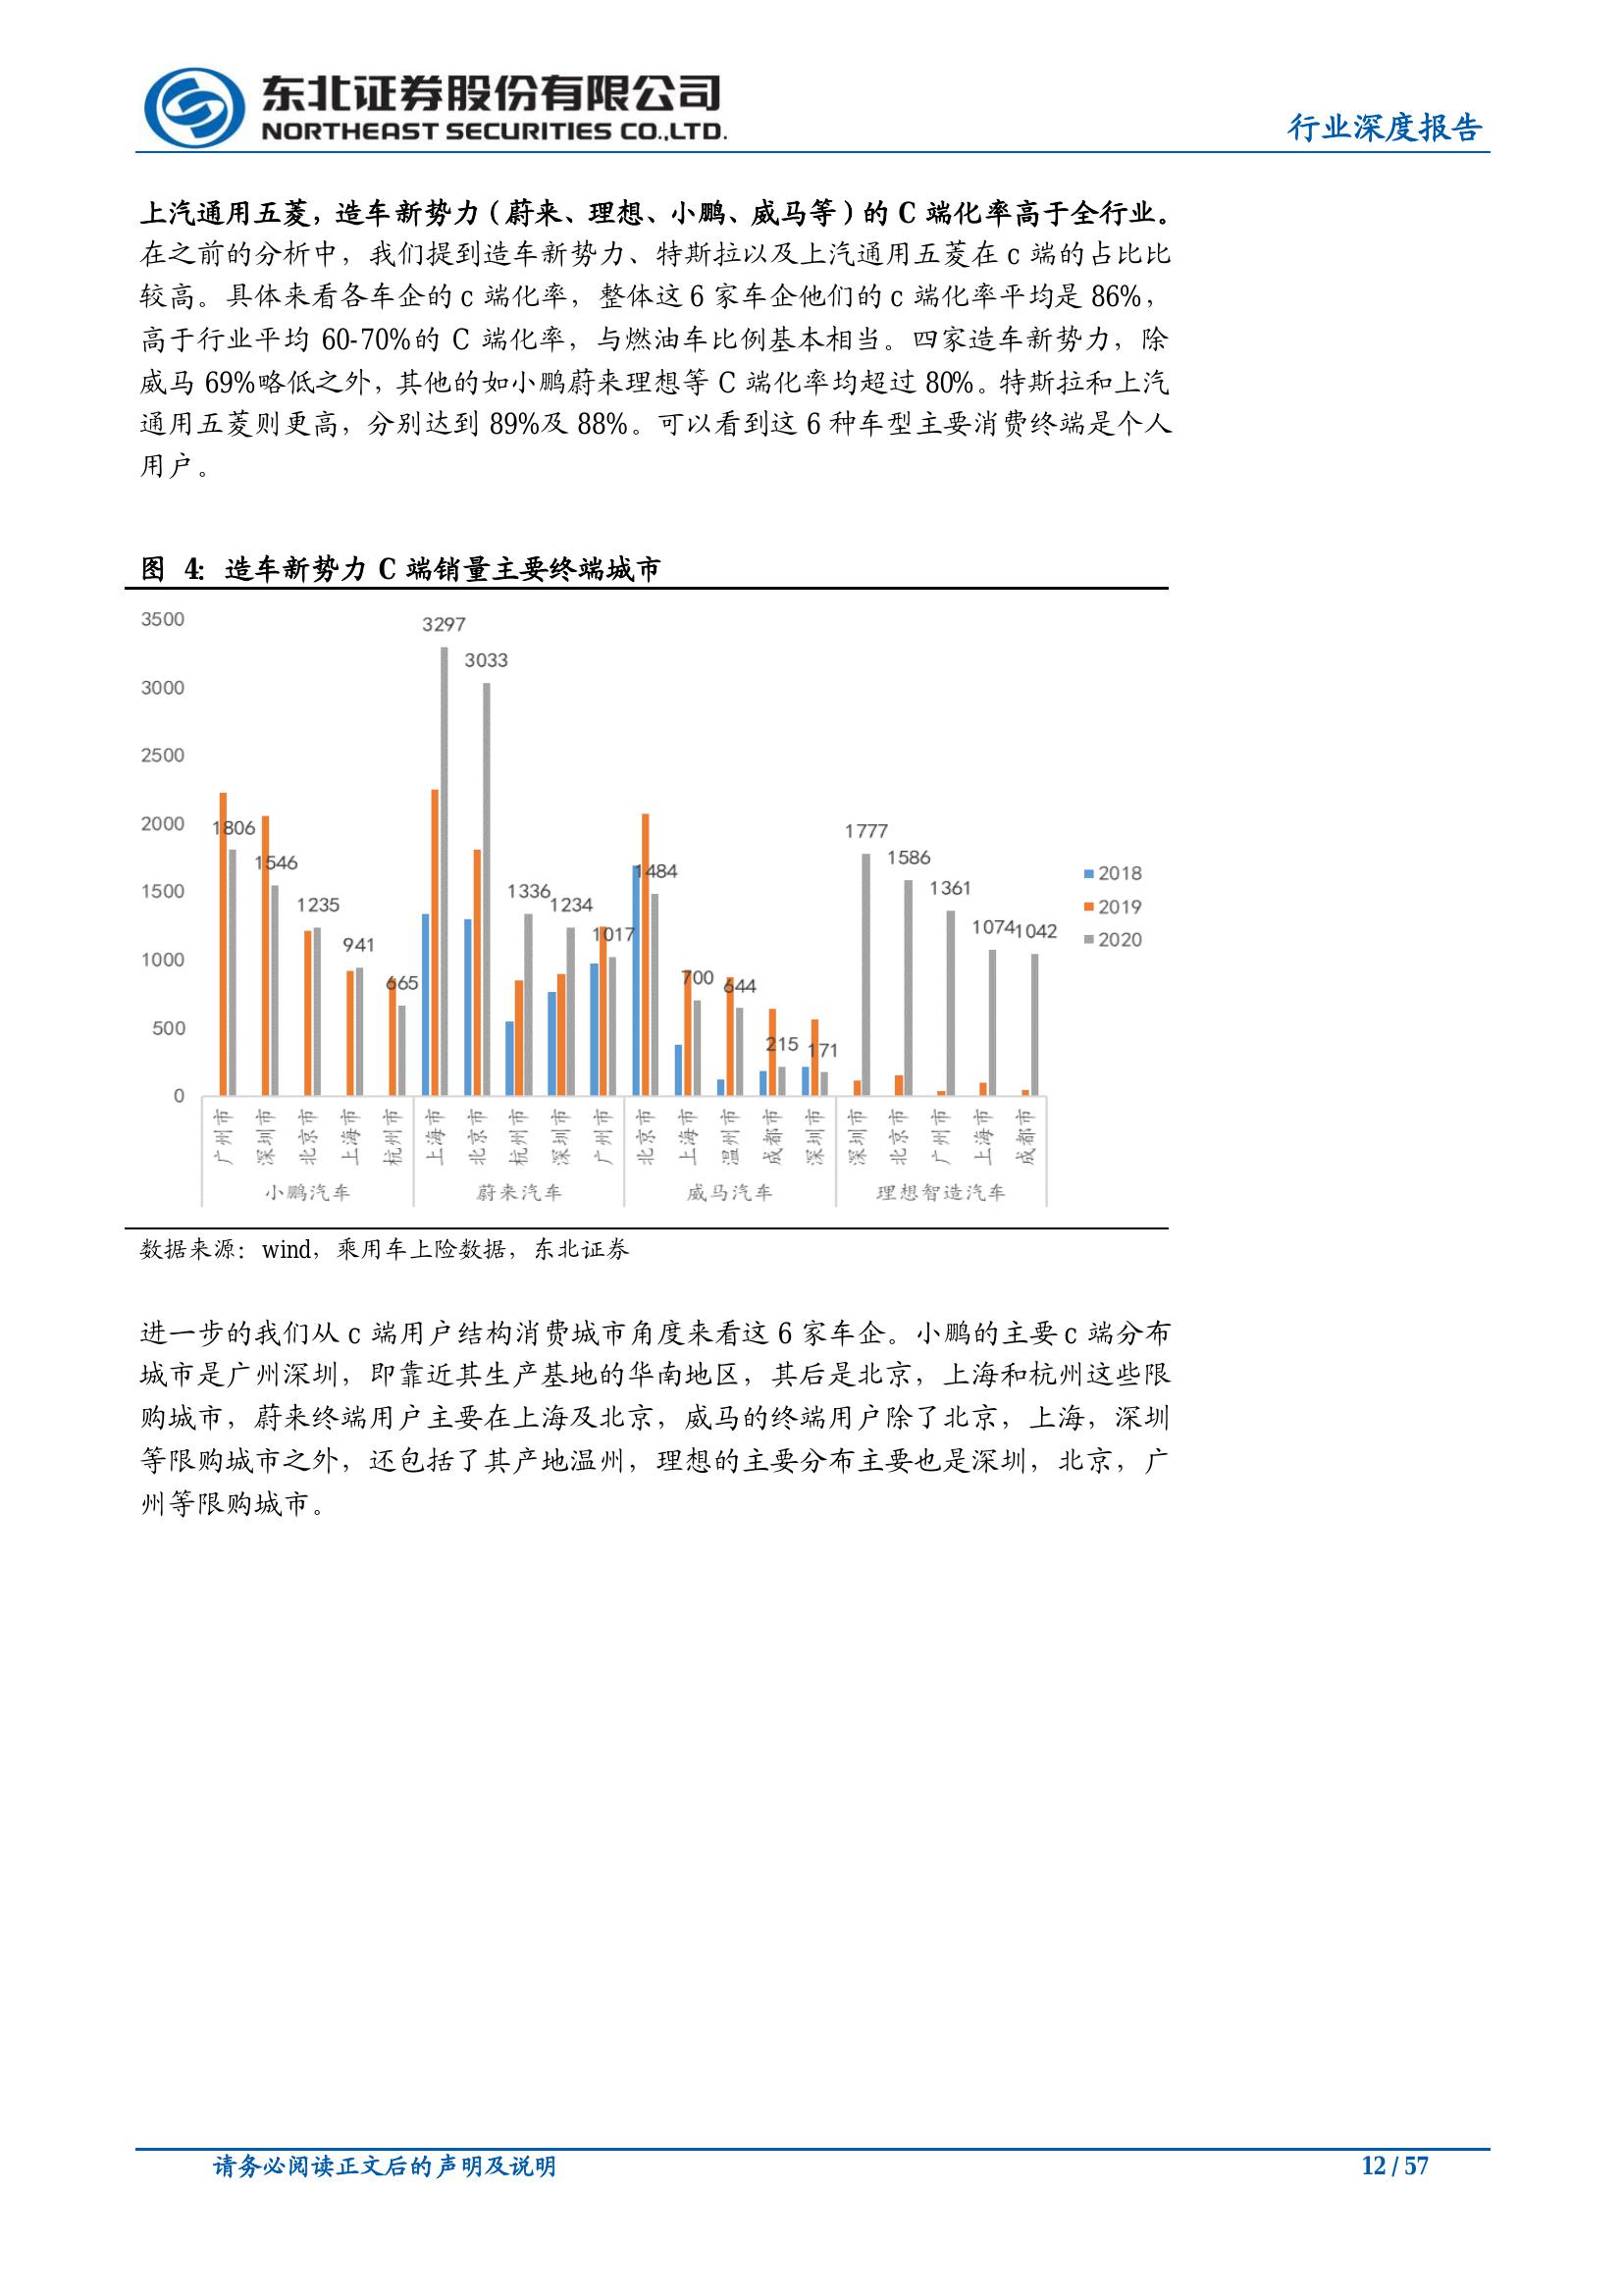 东北证券股份有限公司
NORTHEAST SECURITIES CO.,LTD.
行业深度报告
上汽通用五菱，造车新势力（蔚来、理想、小鹏、威马等）的 C 端化率高于全行业。
在之前的分析中，我们提到造车新势力、特斯拉以及上汽通用五菱在 c 端的占比比
较高。具体来看各车企的 c 端化率，整体这 6 家车企他们的 c 端化率平均是 86%，
高于行业平均 60-70%的 C 端化率，与燃油车比例基本相当。四家造车新势力，除
威马 69%略低之外，其他的如小鹏蔚来理想等 C 端化率均超过 80%。特斯拉和上汽
通用五菱则更高，分别达到 89%及 88%。可以看到这 6 种车型主要消费终端是个人
用户。
图 4：造车新势力 C 端销量主要终端城市
3500
3000
2500
2000
1500
1000
500
0
1806
1546
1235
941
665
3297
3033
1336
1234
1017
1484
700
644
215
171
1777
1586
1361
1074
1042
2018
2019
2020
广州市
深圳市
北京市
上海市
杭州市
上海市
北京市
杭州市
深圳市
广州市
北京市
上海市
温州市
成都市
深圳市
深圳市
北京市
广州市
上海市
成都市
小鹏汽车
蔚来汽车
威马汽车
理想智造汽车
数据来源：wind，乘用车上险数据，东北证券
进一步的我们从 c 端用户结构消费城市角度来看这 6 家车企。小鹏的主要 c 端分布
城市是广州深圳，即靠近其生产基地的华南地区，其后是北京，上海和杭州这些限
购城市，蔚来终端用户主要在上海及北京，威马的终端用户除了北京，上海，深圳
等限购城市之外，还包括了其产地温州，理想的主要分布主要也是深圳，北京，广
州等限购城市。
请务必阅读正文后的声明及说明
12 / 57